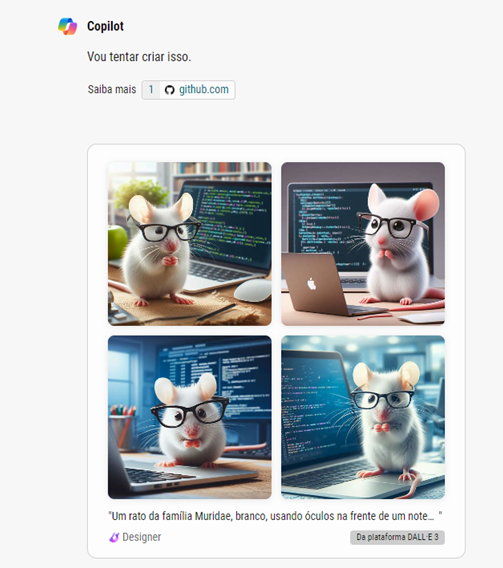 Copilot
Vou tentar criar isso.
Saiba mais 1 github.com
"Um rato da família Muridae, branco, usando óculos na frente de um note… "
Designer
Da plataforma DALL·E 3